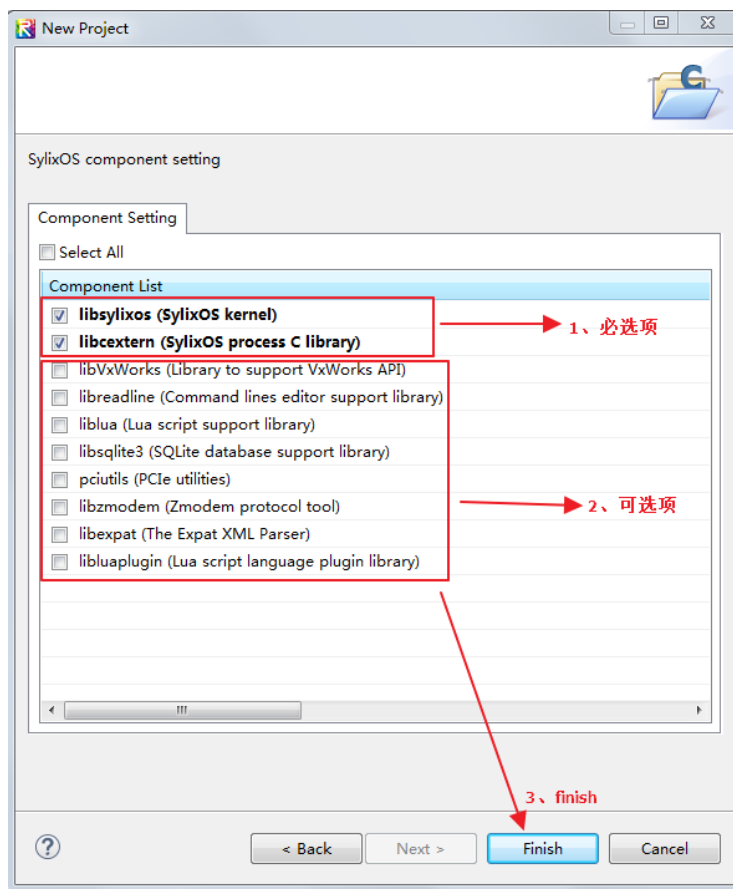 New Project
SylixOS component setting
Component Setting
Select All
Component List
libsylixos (SylixOS kernel)
libcextern (SylixOS process C library)
1、必选项
libVxWorks (Library to support VxWorks API)
libreadline (Command lines editor support library)
liblua (Lua script support library)
libsqlite3 (SQLite database support library)
pciutils (PCIe utilities)
libzmodem (Zmodem protocol tool)
2、可选项
libexpat (The Expat XML Parser)
libluaplugin (Lua script language plugin library)
3、finish
< Back
Next >
Finish
Cancel